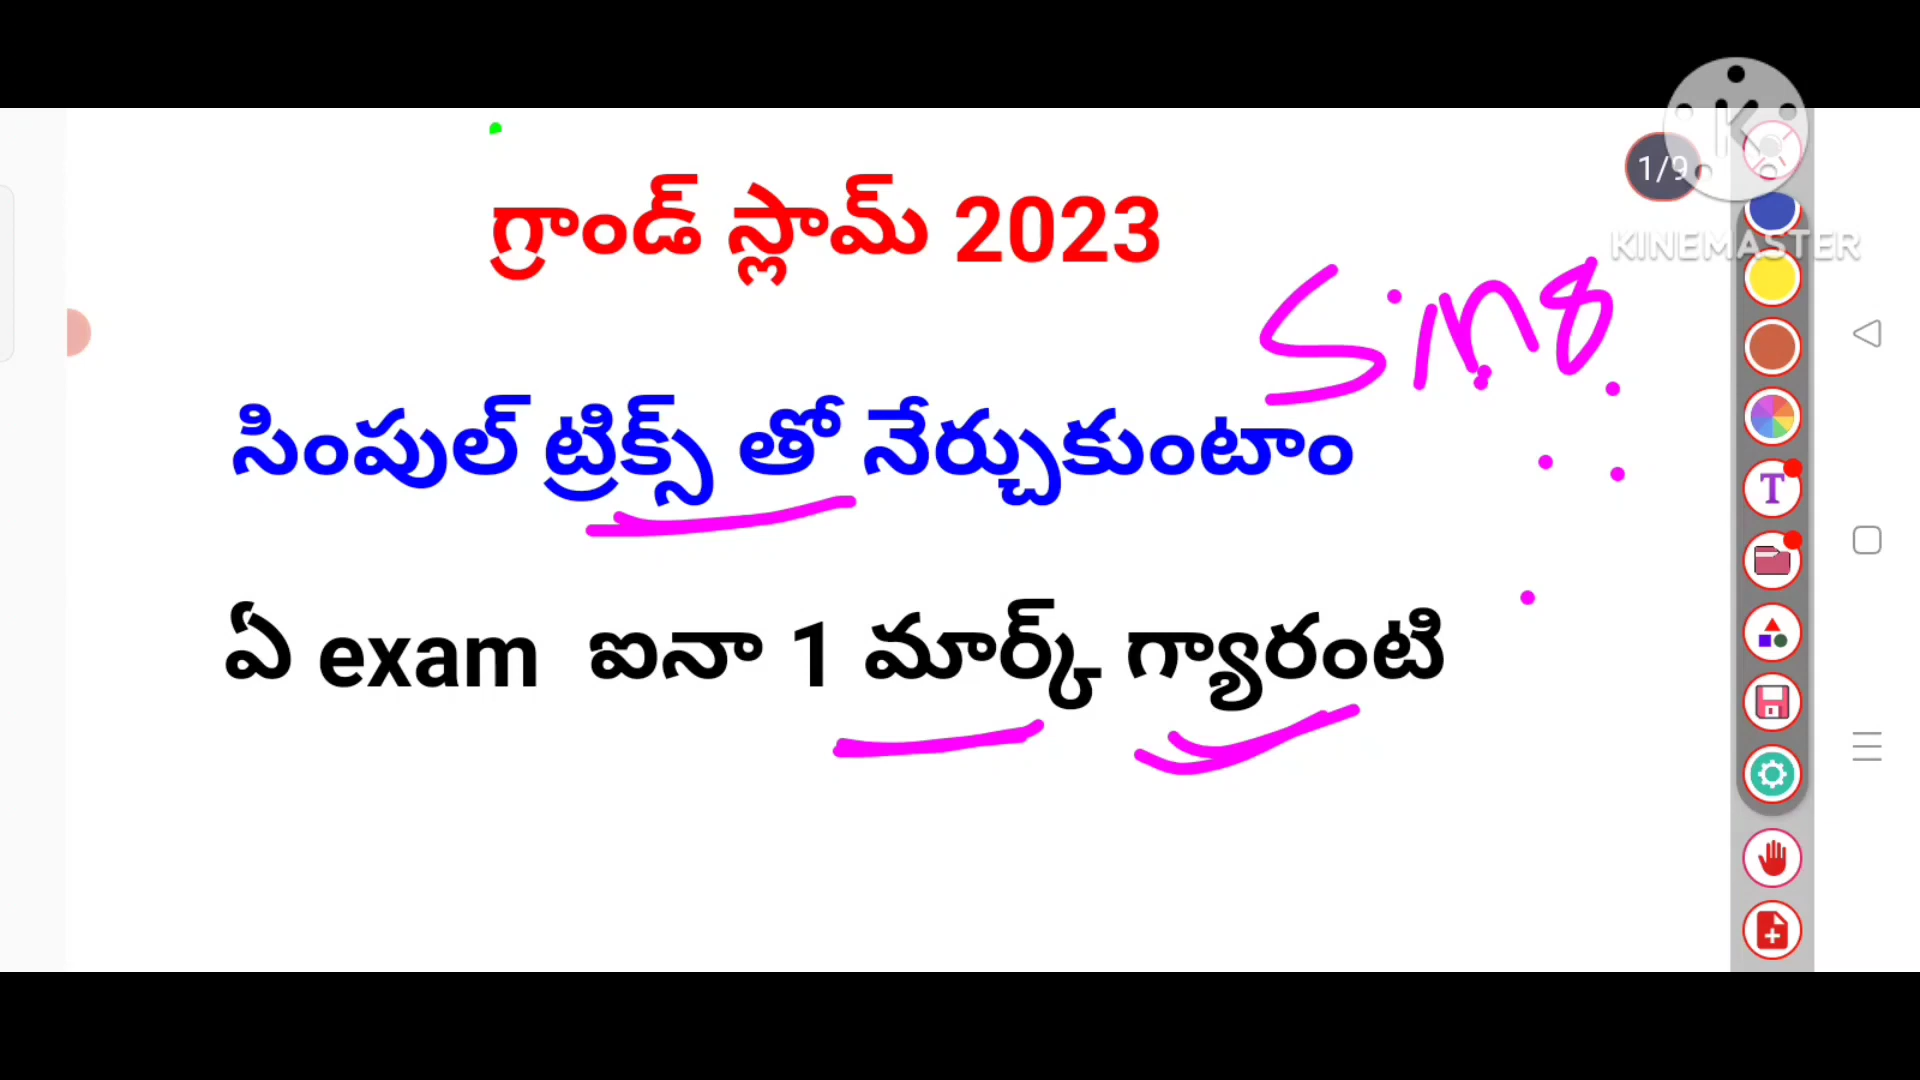 గ్రాండ్ స్లామ్ 2023
1/9
KINEMASTER
సింపుల్ ట్రిక్స్ తో నేర్చుకుంటాం
ఏ exam ఐనా 1 మార్క్ గ్యారంటి